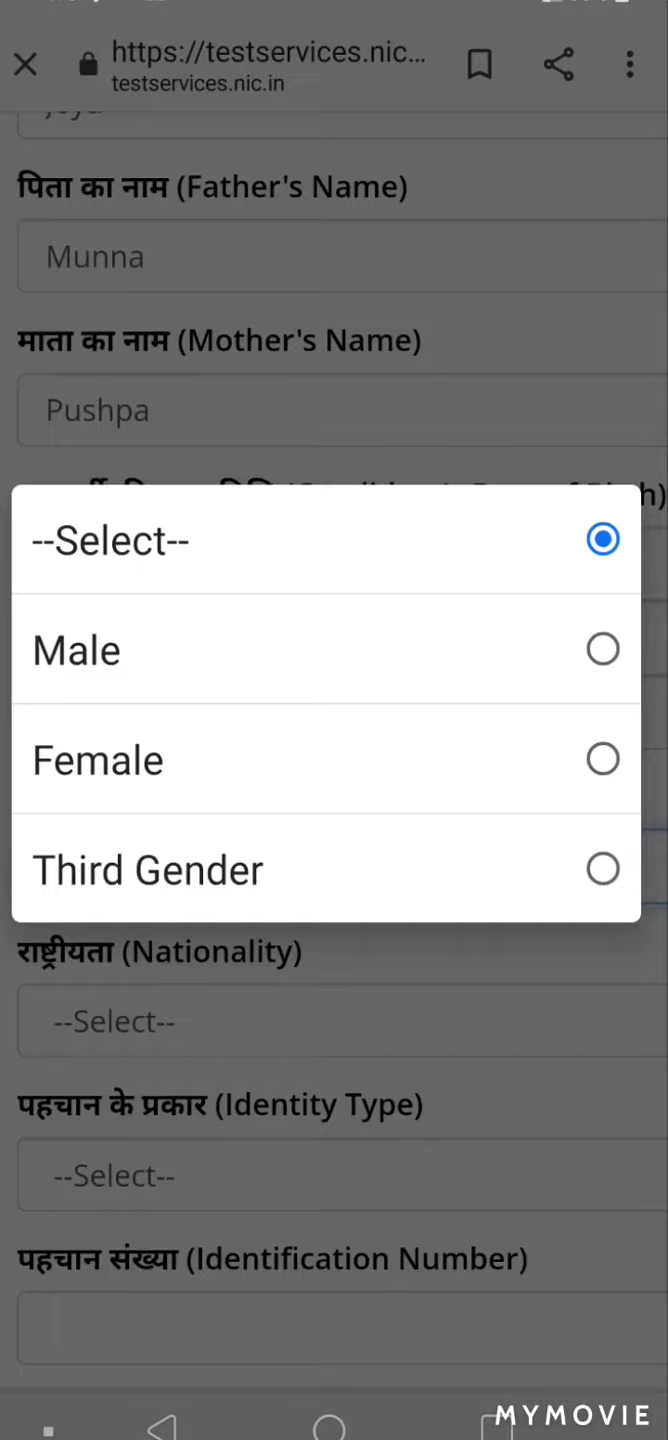 https://testservices.nic...
testservices.nic.in
पिता का नाम (Father's Name)
Munna
माता का नाम (Mother's Name)
Pushpa
--Select--
Male
Female
Third Gender
राष्ट्रीयता (Nationality)
--Select--
पहचान के प्रकार (Identity Type)
--Select--
पहचान संख्या (Identification Number)
MYMOVIE